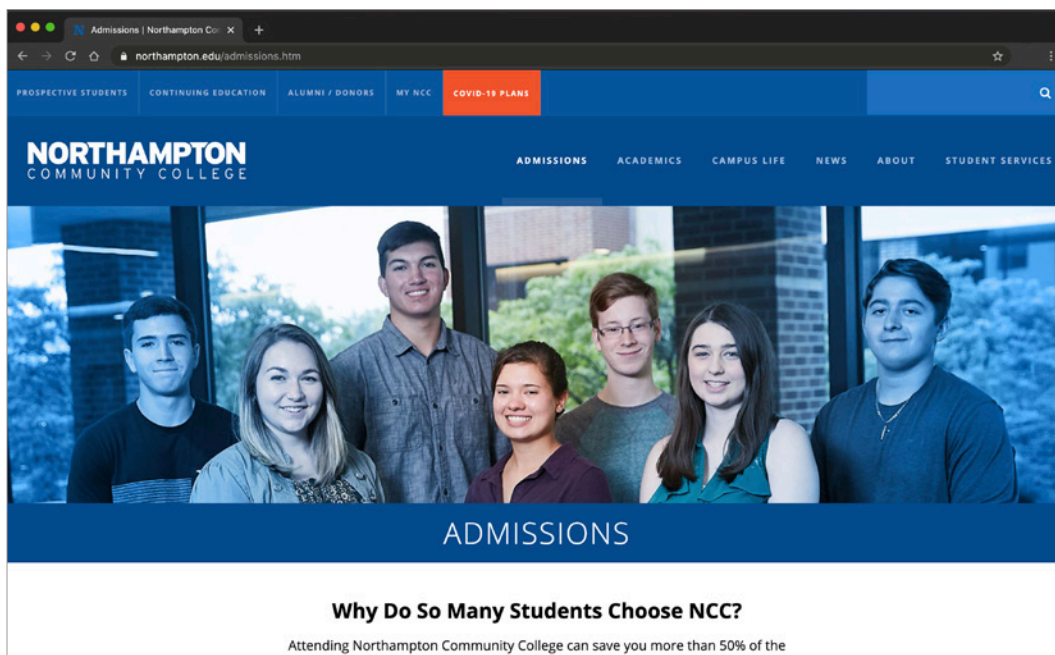 Admissions | Northampton Co
northampton.edu/admissions.htm
PROSPECTIVE STUDENTS CONTINUING EDUCATION ALUMNI / DONORS MY NCC COVID-19 PLANS
NORTHAMPTON
COMMUNITY COLLEGE
ADMISSIONS ACADEMICS CAMPUS LIFE NEWS ABOUT STUDENT SERVICES
ADMISSIONS
Why Do So Many Students Choose NCC?
Attending Northampton Community College can save you more than 50% of the